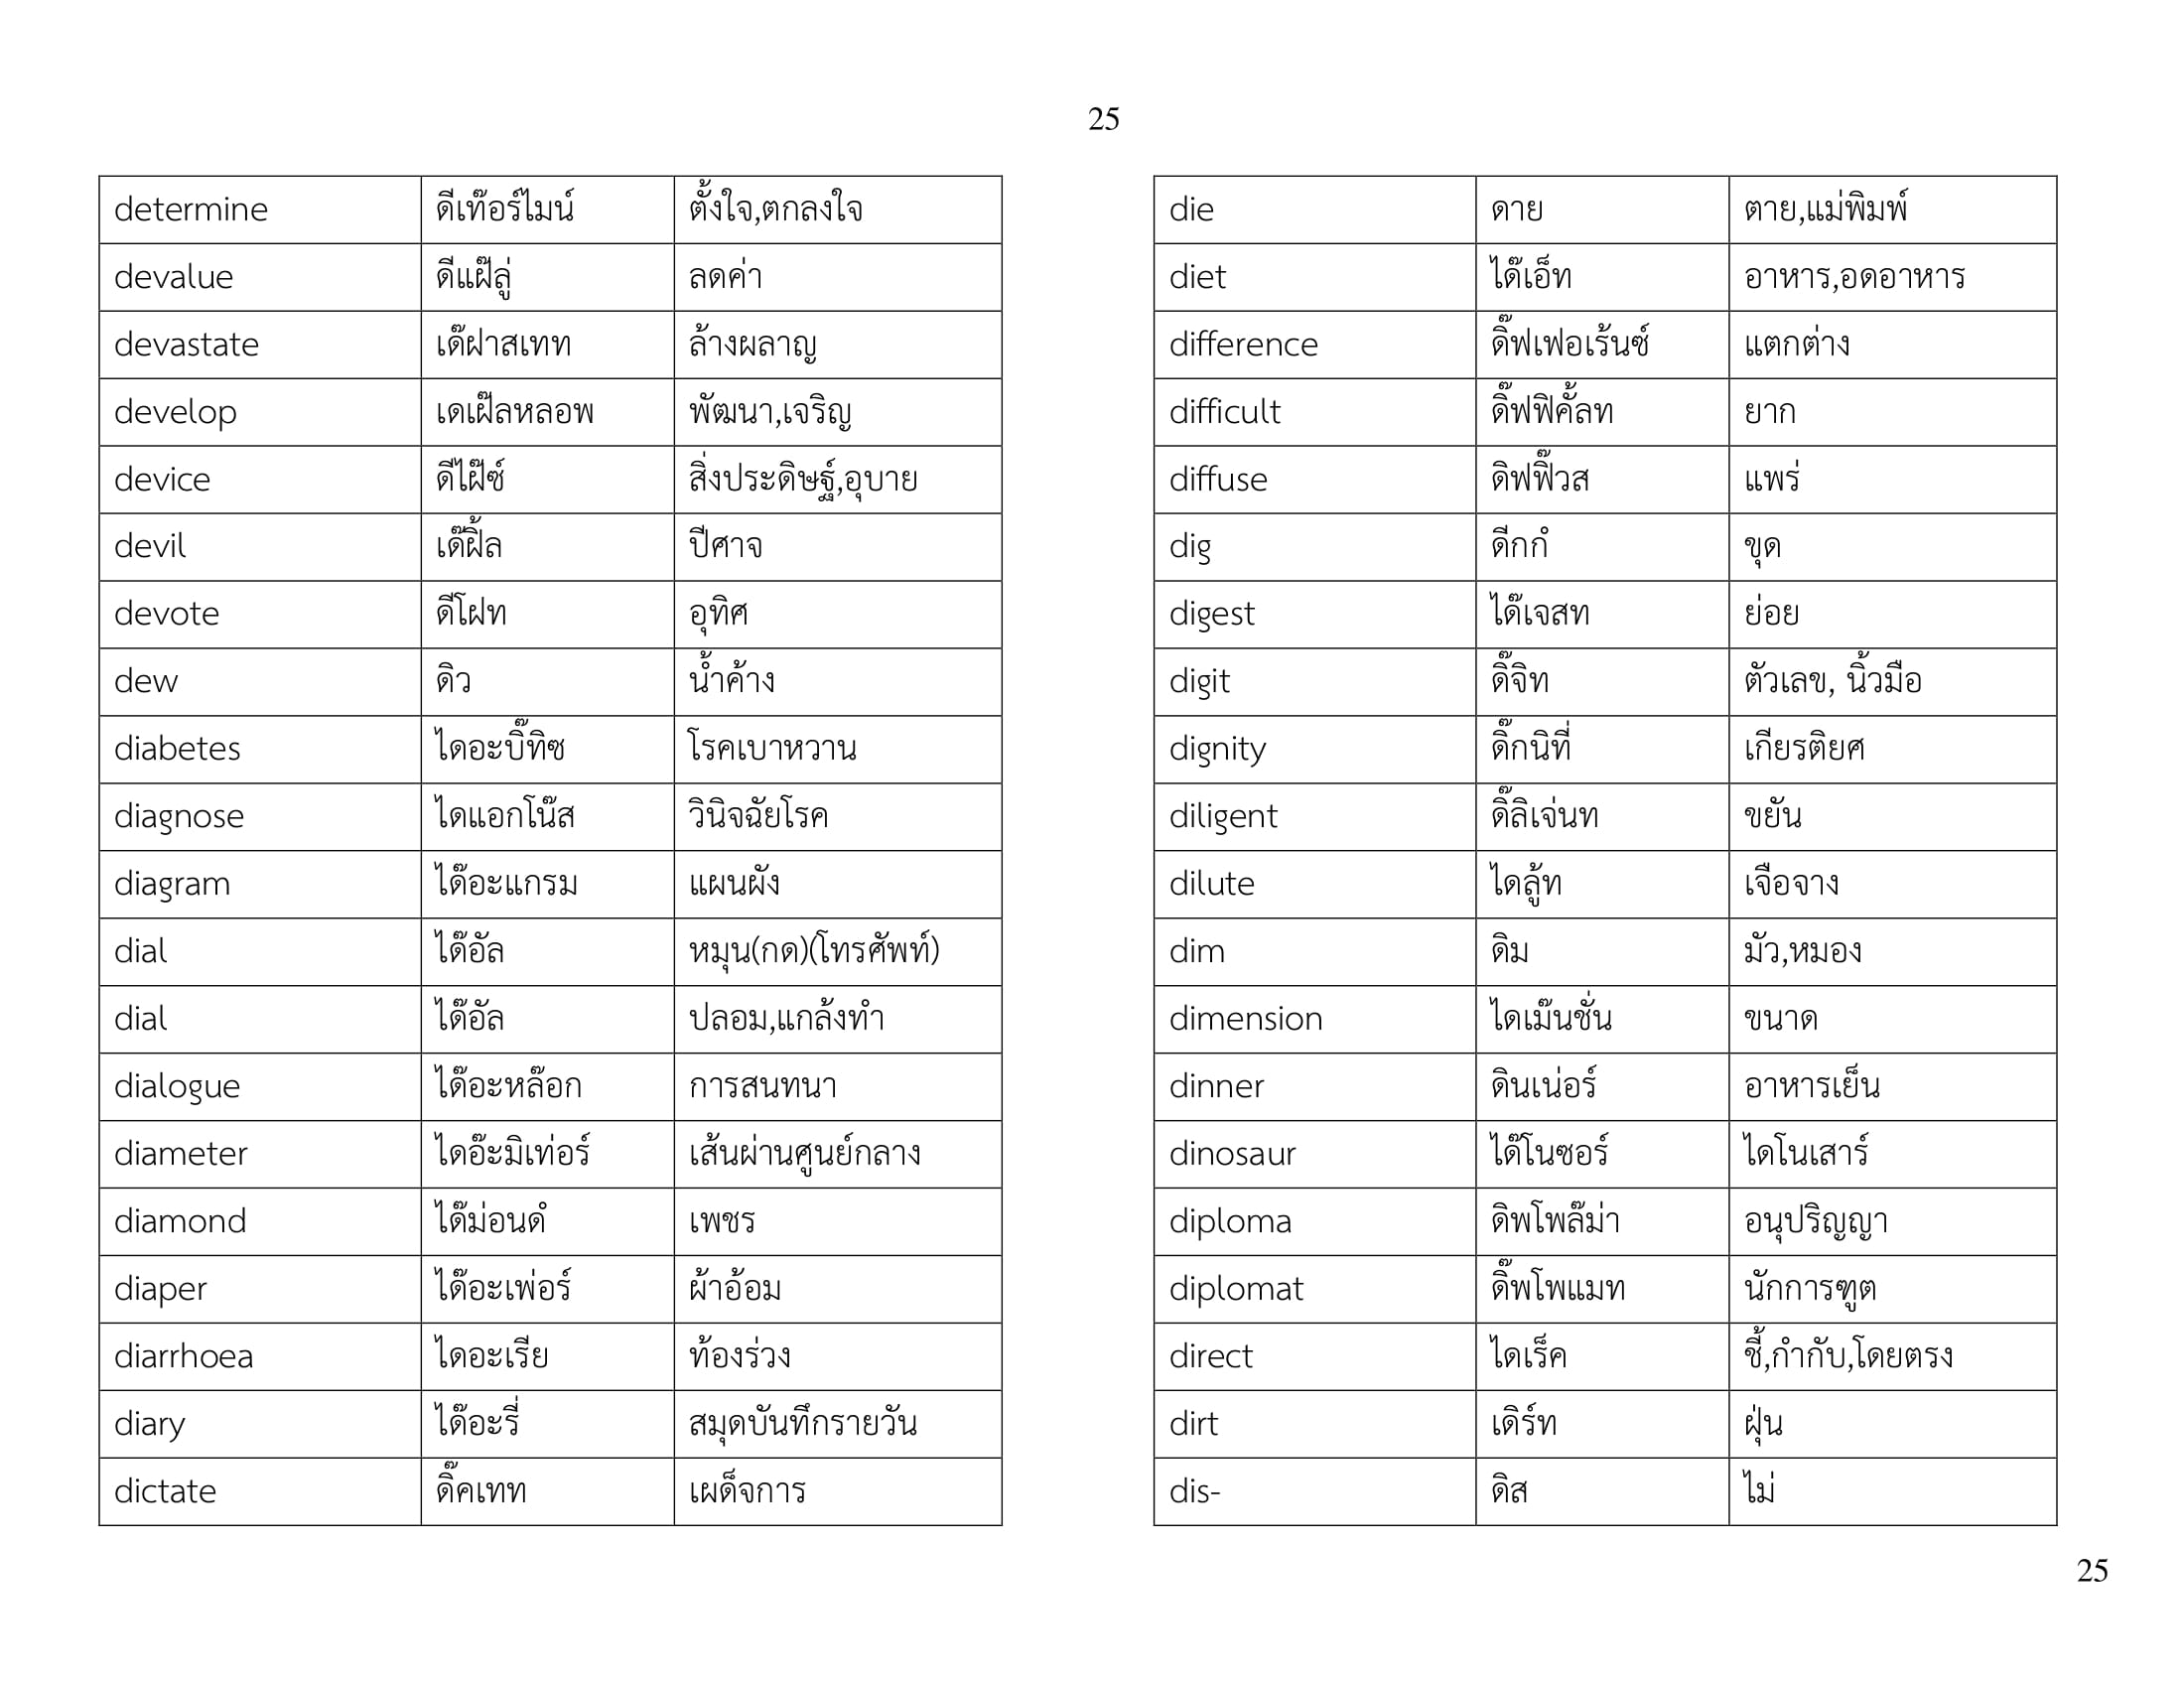 25
determine ดีเท๊อร์ไมน์ ตั้งใจ,ตกลงใจ
devalue ดีแฝ๊ลู่ ลดค่า
devastate เด๊ฝาสเทท ล้างผลาญ
develop เดเฝ๊ลหลอพ พัฒนา,เจริญ
device ดีไฝ๊ซ์ สิ่งประดิษฐ์,อุบาย
devil เด๊ฝิ้ล ปีศาจ
devote ดีโฝท อุทิศ
dew ดิว น้ำค้าง
diabetes ไดอะบิ๊ทิซ โรคเบาหวาน
diagnose ไดแอกโน๊ส วินิจฉัยโรค
diagram ได๊อะแกรม แผนผัง
dial ได๊อัล หมุน(กด)(โทรศัพท์)
dial ได๊อัล ปลอม,แกล้งทำ
dialogue ได๊อะหล๊อก การสนทนา
diameter ไดอ๊ะมิเท่อร์ เส้นผ่านศูนย์กลาง
diamond ได๊ม่อนดํ เพชร
diaper ได๊อะเพ่อร์ ผ้าอ้อม
diarrhoea ไดอะเรีย ท้องร่วง
diary ได๊อะรี่ สมุดบันทึกรายวัน
dictate ดิ๊คเทท เผด็จการ
die ดาย ตาย,แม่พิมพ์
diet ได๊เอ็ท อาหาร,อดอาหาร
difference ดิ๊ฟเฟอเร้นซ์ แตกต่าง
difficult ดิ๊ฟฟิคั้ลท ยาก
diffuse ดิฟฟิ๊วส แพร่
dig ดีกกํ ขุด
digest ได๊เจสท ย่อย
digit ดิ๊จิท ตัวเลข, นิ้วมือ
dignity ดิ๊กนิที่ เกียรติยศ
diligent ดิ๊ลิเจ่นท ขยัน
dilute ไดลู้ท เจือจาง
dim ดิม มัว,หมอง
dimension ไดเม๊นชั่น ขนาด
dinner ดินเน่อร์ อาหารเย็น
dinosaur ได๊โนซอร์ ไดโนเสาร์
diploma ดิพโพล๊ม่า อนุปริญญา
diplomat ดิ๊พโพแมท นักการฑูต
direct ไดเร็ค ชี้,กำกับ,โดยตรง
dirt เดิร์ท ฝุ่น
dis- ดิส ไม่
25